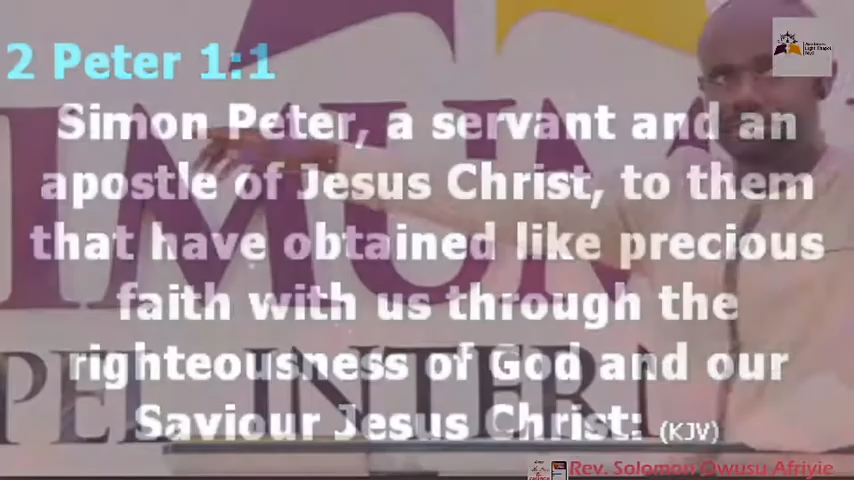 2 Peter 1:1
Simon Peter, a servant and an
apostle of Jesus Christ, to them
that have obtained like precious
faith with us through the
righteousness of God and our
Saviour Jesus Christ: (KJV)
Rev. Solomon Owusu Afriyie